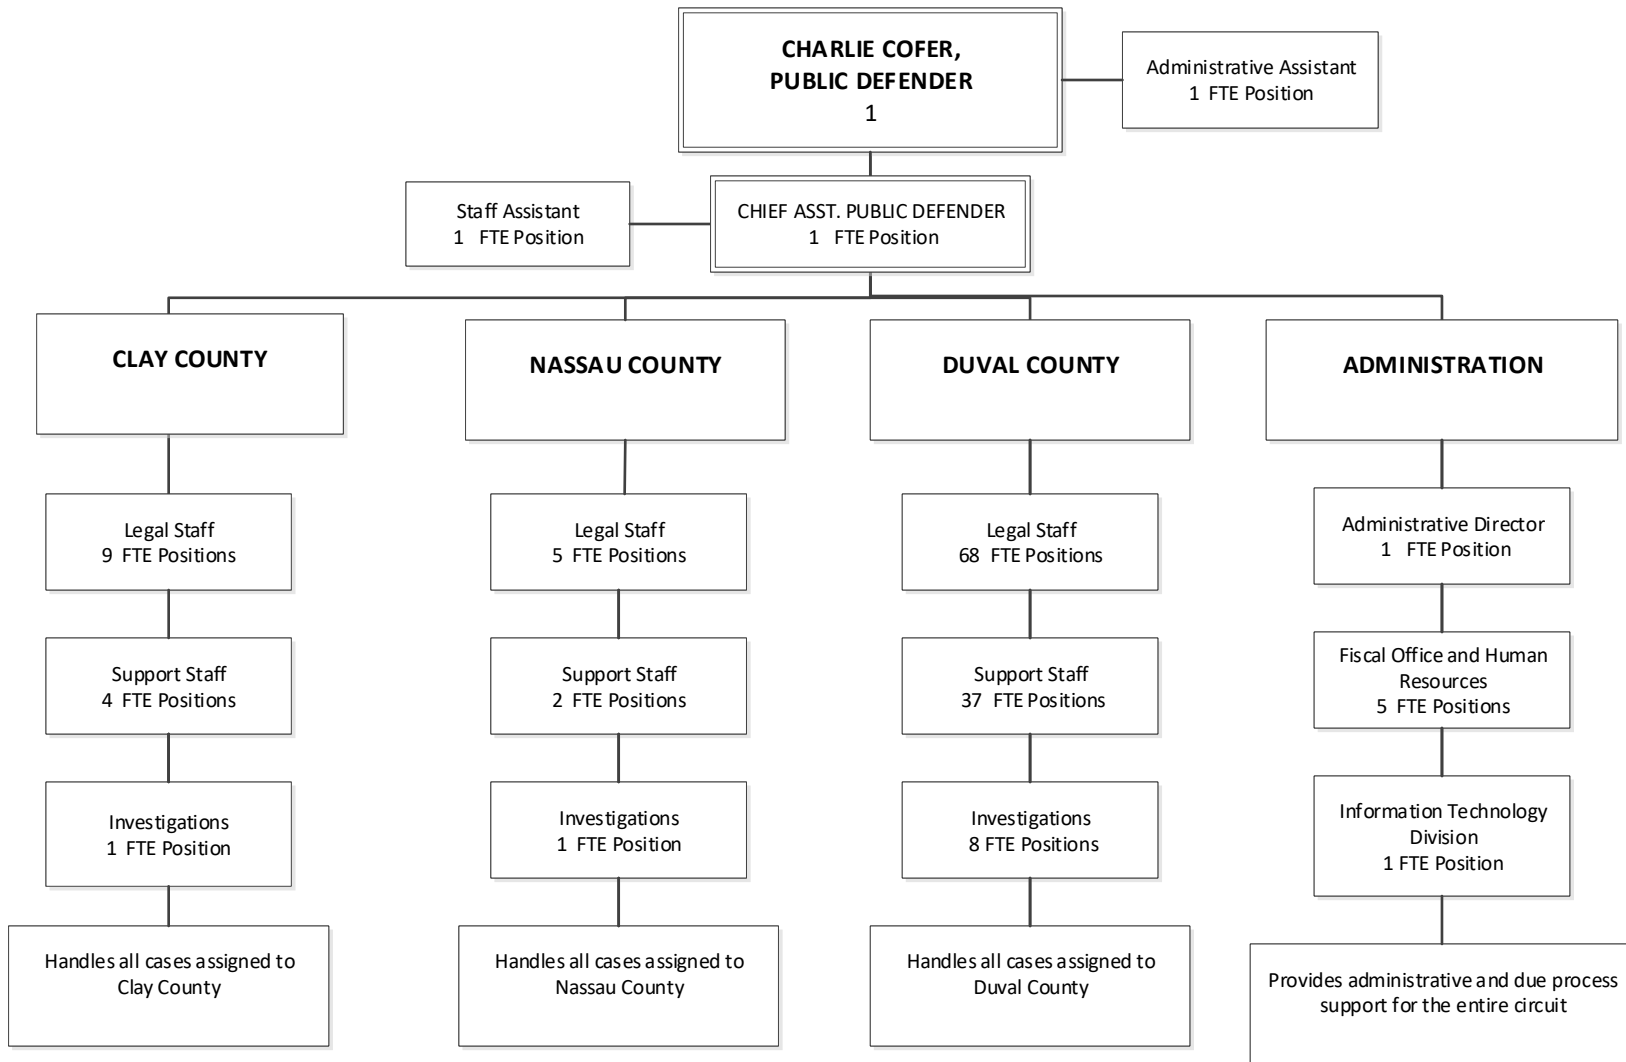 CHARLIE COFER,
PUBLIC DEFENDER
1
Administrative Assistant
1 FTE Position
Staff Assistant
1 FTE Position
CHIEF ASST. PUBLIC DEFENDER
1 FTE Position
CLAY COUNTY
NASSAU COUNTY
DUVAL COUNTY
ADMINISTRATION
Legal Staff
9 FTE Positions
Legal Staff
5 FTE Positions
Legal Staff
68 FTE Positions
Administrative Director
1 FTE Position
Support Staff
4 FTE Positions
Support Staff
2 FTE Positions
Support Staff
37 FTE Positions
Fiscal Office and Human
Resources
5 FTE Positions
Investigations
1 FTE Position
Investigations
1 FTE Position
Investigations
8 FTE Positions
Information Technology
Division
1 FTE Position
Handles all cases assigned to
Clay County
Handles all cases assigned to
Nassau County
Handles all cases assigned to
Duval County
Provides administrative and due process
support for the entire circuit